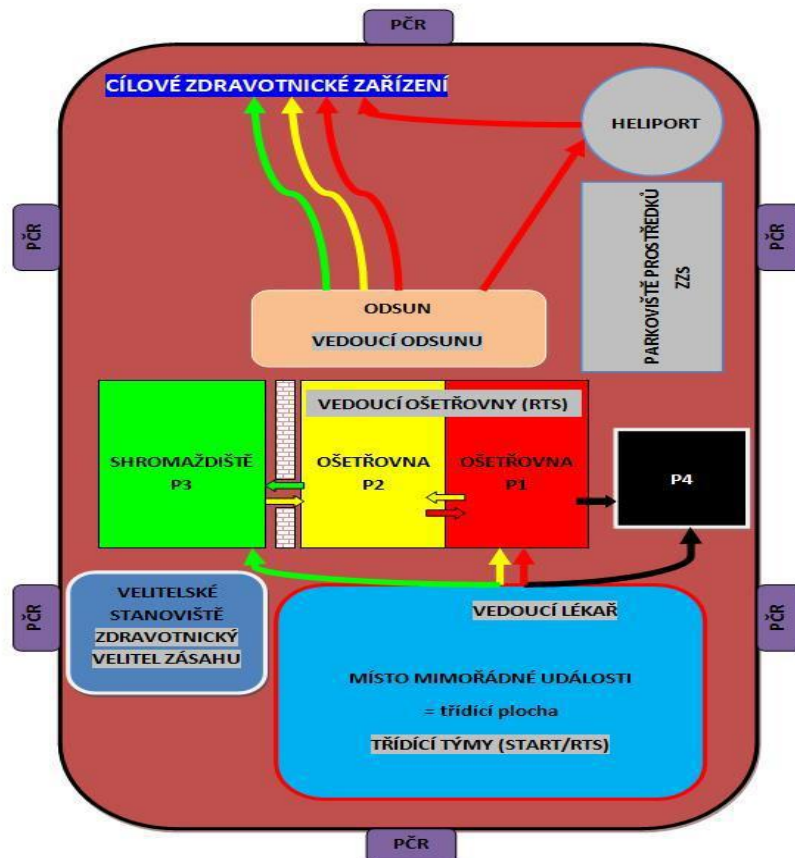 PČR
CÍLOVÉ ZDRAVOTNICKÉ ZAŘÍZENÍ
HELIPORT
PČR
PČR
PARKOVIŠTĚ PROSTŘEDKŮ
ZZS
ODSUN
VEDOUCÍ ODSUNU
VEDOUCÍ OŠETŘOVNY (RTS)
SHROMAŽDIŠTĚ
P3
OŠETŘOVNA
P2
OŠETŘOVNA
P1
P4
PČR
PČR
VELITELSKÉ
STANOVIŠTĚ
ZDRAVOTNICKÝ
VELITEL ZÁSAHU
VEDOUCÍ LÉKAŘ
MÍSTO MIMOŘÁDNÉ UDÁLOSTI
= třídící plocha
TŘÍDÍCÍ TÝMY (START/RTS)
PČR